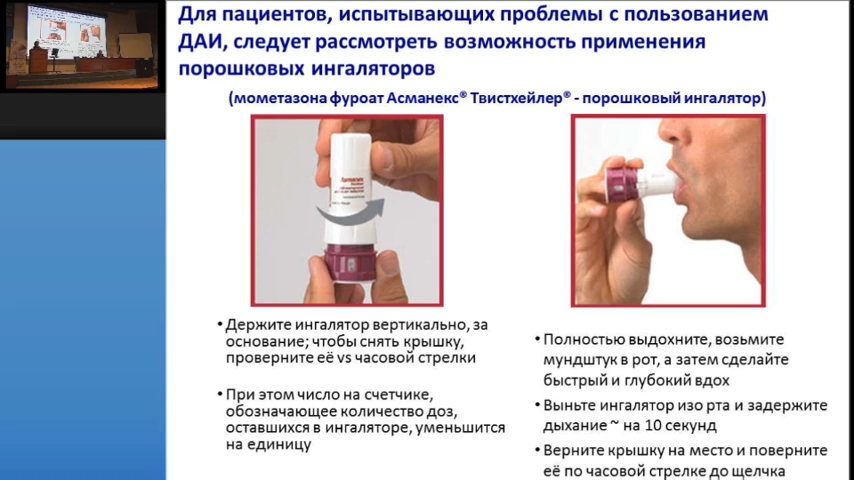 Для пациентов, испытывающих проблемы с пользованием
ДАИ, следует рассмотреть возможность применения
порошковых ингаляторов
(мометазона фуроат Асманекс® Твистхейлер® - порошковый ингалятор)
• Держите ингалятор вертикально, за
основание; чтобы снять крышку,
проверните её vs часовой стрелки
• При этом число на счетчике,
обозначающее количество доз,
оставшихся в ингаляторе, уменьшится
на единицу
• Полностью выдохните, возьмите
мундштук в рот, а затем сделайте
быстрый и глубокий вдох
• Выньте ингалятор изо рта и задержите
дыхание ~ на 10 секунд
• Верните крышку на место и поверните
её по часовой стрелке до щелчка